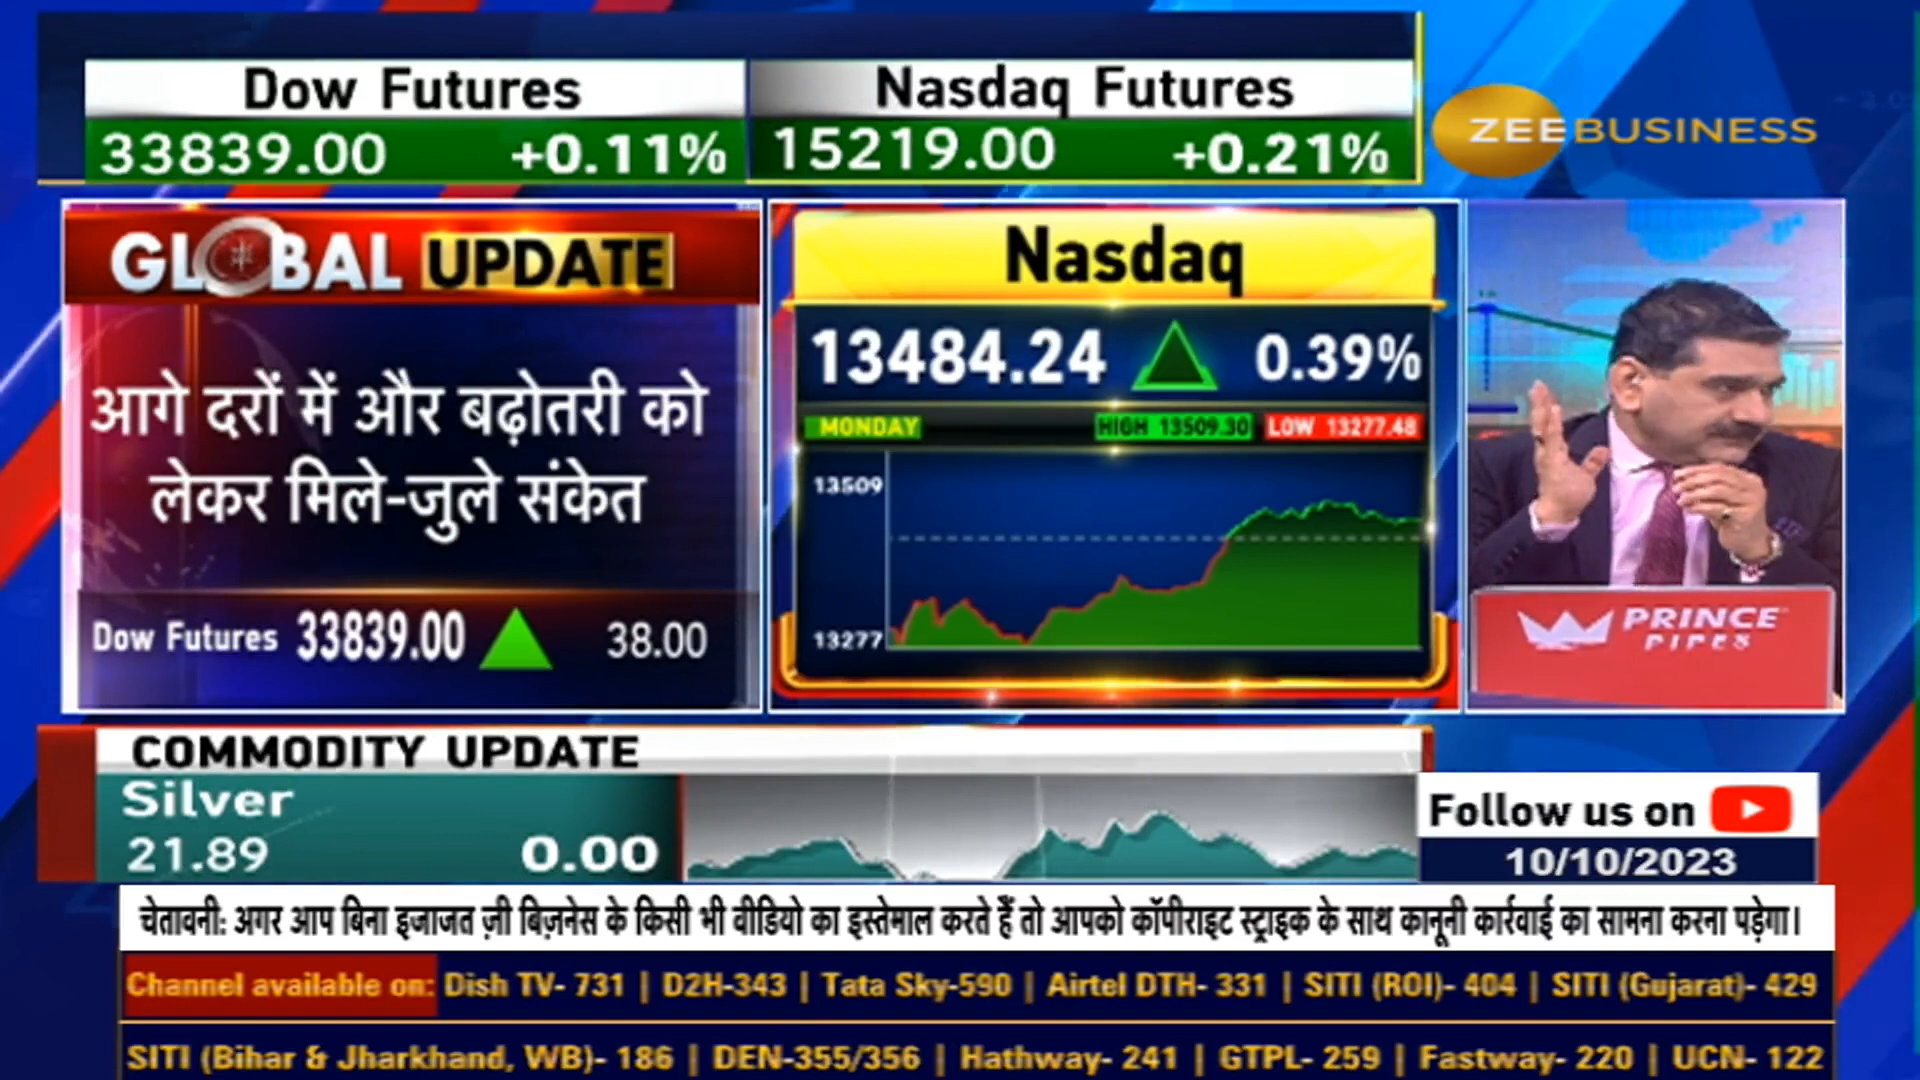 Dow Futures
33839.00 +0.11%
Nasdaq Futures
15219.00 +0.21%
ZEEBUSINESS
GLOBAL UPDATE
आगे दरों में और बढ़ोतरी को
लेकर मिले-जुले संकेत
Dow Futures 33839.00 38.00
Nasdaq
13484.24 0.39%
MONDAY HIGH 13509.30 LOW 13277.48
13509
13277
PRINCE
PIPES
COMMODITY UPDATE
Silver
21.89 0.00
Follow us on
10/10/2023
चेतावनी: अगर आप बिना इजाजत ज़ी बिज़नेस के किसी भी वीडियो का इस्तेमाल करते हैं तो आपको कॉपीराइट स्ट्राइक के साथ कानूनी कार्रवाई का सामना करना पड़ेगा।
Channel available on: Dish TV- 731 | D2H-343 | Tata Sky-590 | Airtel DTH- 331 | SITI (ROI)- 404 | SITI (Gujarat)- 429
SITI (Bihar & Jharkhand, WB)- 186 | DEN-355/356 | Hathway- 241 | GTPL- 259 | Fastway- 220 | UCN- 122